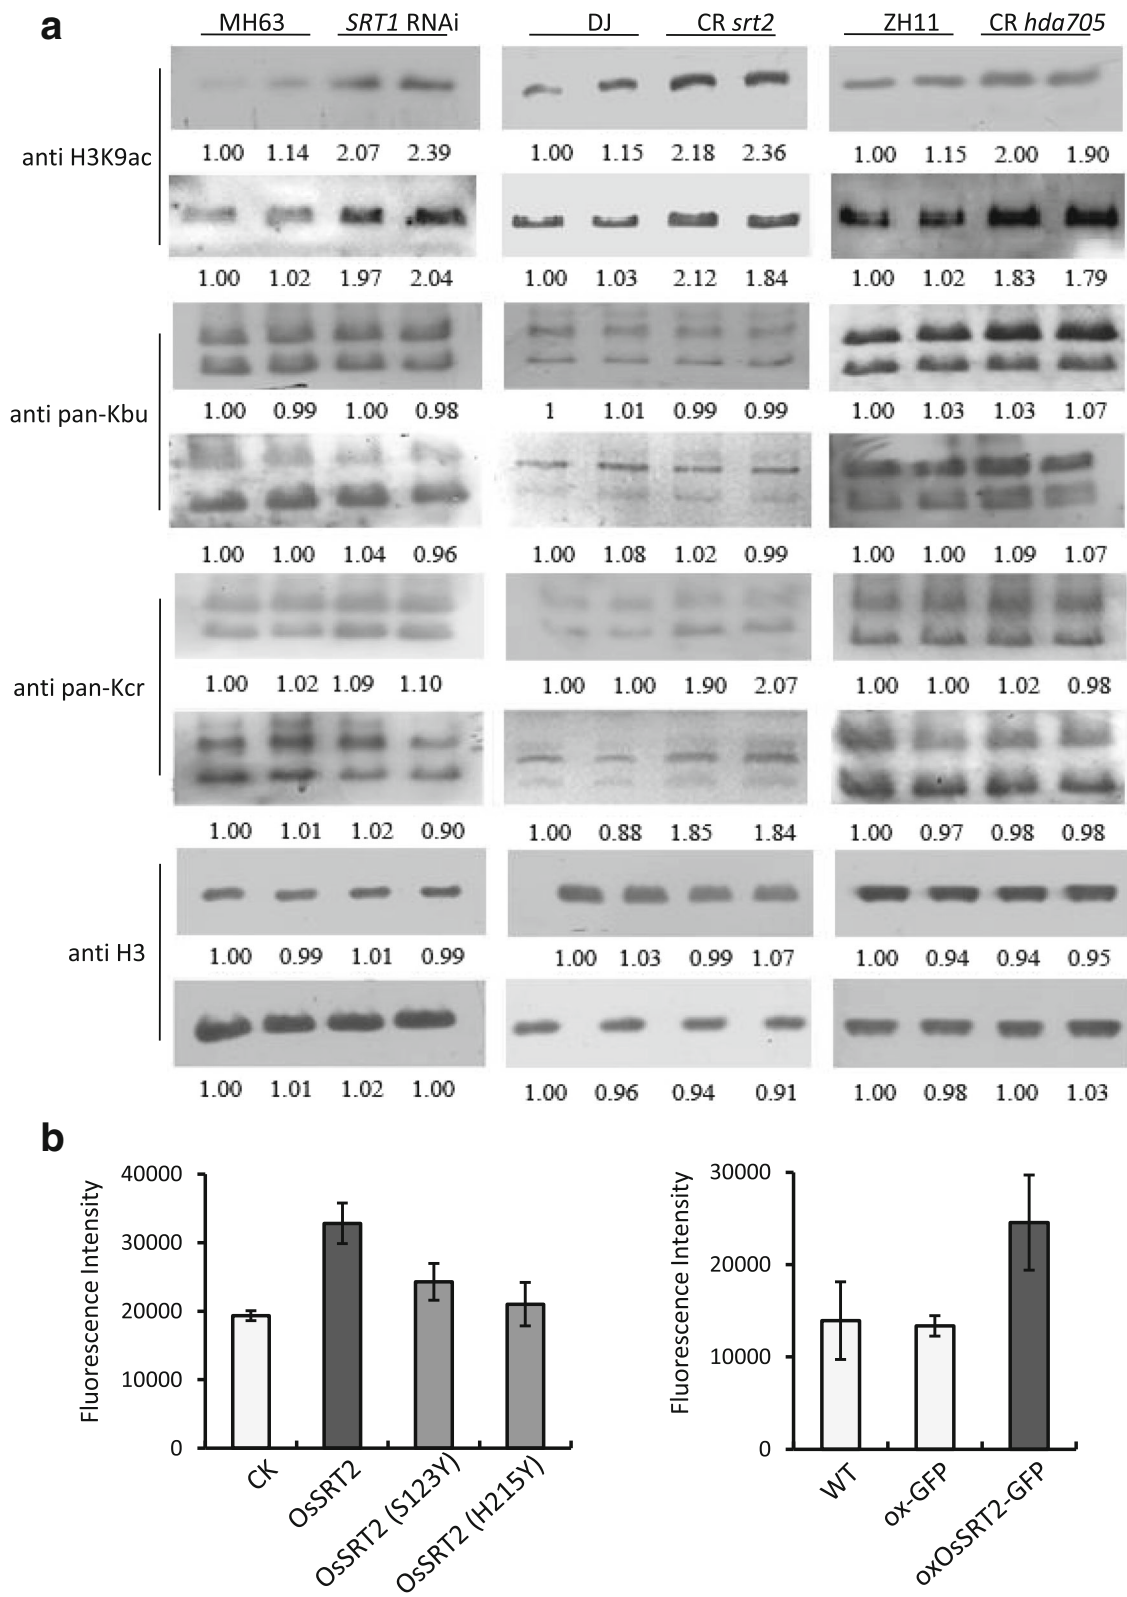 a
MH63 SRT1 RNAi DJ CR srt2 ZH11 CR hda705
anti H3K9ac
1.00 1.14 2.07 2.39 1.00 1.15 2.18 2.36 1.00 1.15 2.00 1.90
1.00 1.02 1.97 2.04 1.00 1.03 2.12 1.84 1.00 1.02 1.83 1.79
anti pan-Kbu
1.00 0.99 1.00 0.98 1 1.01 0.99 0.99 1.00 1.03 1.03 1.07
1.00 1.00 1.04 0.96 1.00 1.08 1.02 0.99 1.00 1.00 1.09 1.07
anti pan-Kcr
1.00 1.02 1.09 1.10 1.00 1.00 1.90 2.07 1.00 1.00 1.02 0.98
1.00 1.01 1.02 0.90 1.00 0.88 1.85 1.84 1.00 0.97 0.98 0.98
anti H3
1.00 0.99 1.01 0.99 1.00 1.03 0.99 1.07 1.00 0.94 0.94 0.95
1.00 1.01 1.02 1.00 1.00 0.96 0.94 0.91 1.00 0.98 1.00 1.03
b
Fluorescence Intensity
40000
30000
20000
10000
0
CK
OsSRT2
OsSRT2 (S123Y)
OsSRT2 (H215Y)
Fluorescence Intensity
30000
20000
10000
0
WT
ox-GFP
oxOsSRT2-GFP